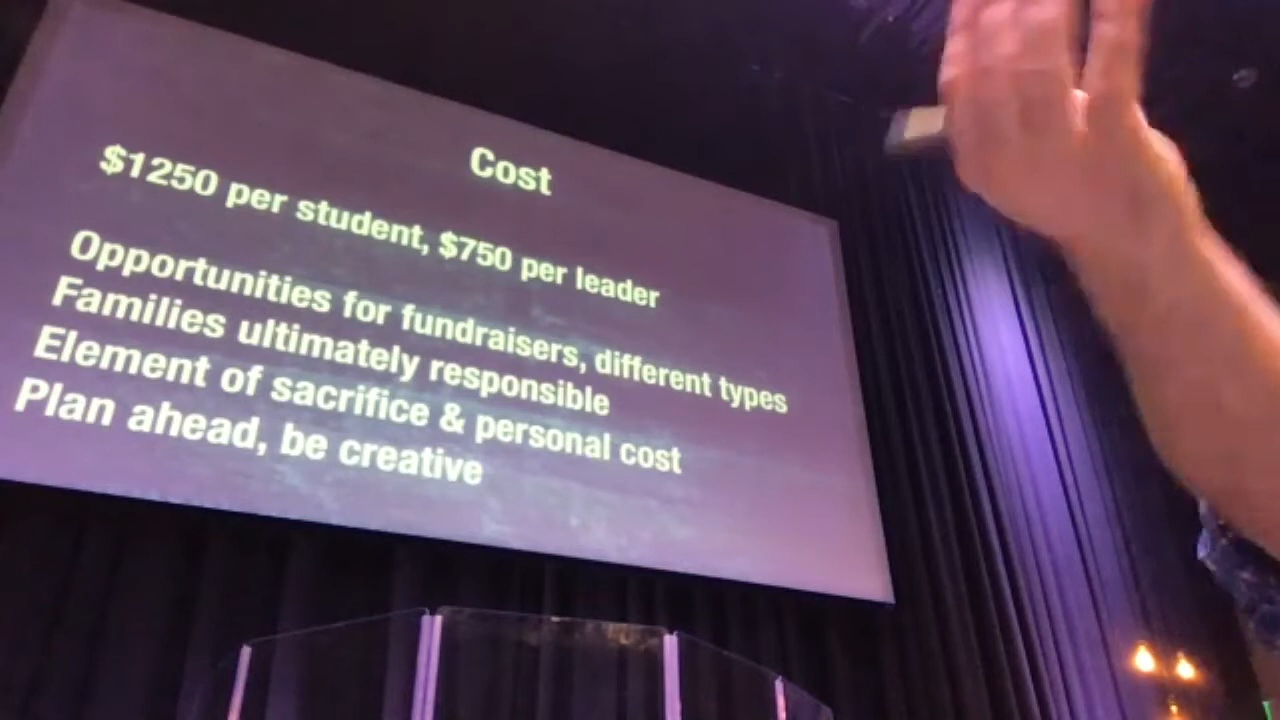 Cost
$1250 per student, $750 per leader
Opportunities for fundraisers, different types
Families ultimately responsible
Element of sacrifice & personal cost
Plan ahead, be creative